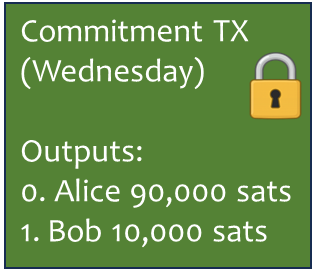 Commitment TX
(Wednesday)
Outputs:
0. Alice 90,000 sats
1. Bob 10,000 sats